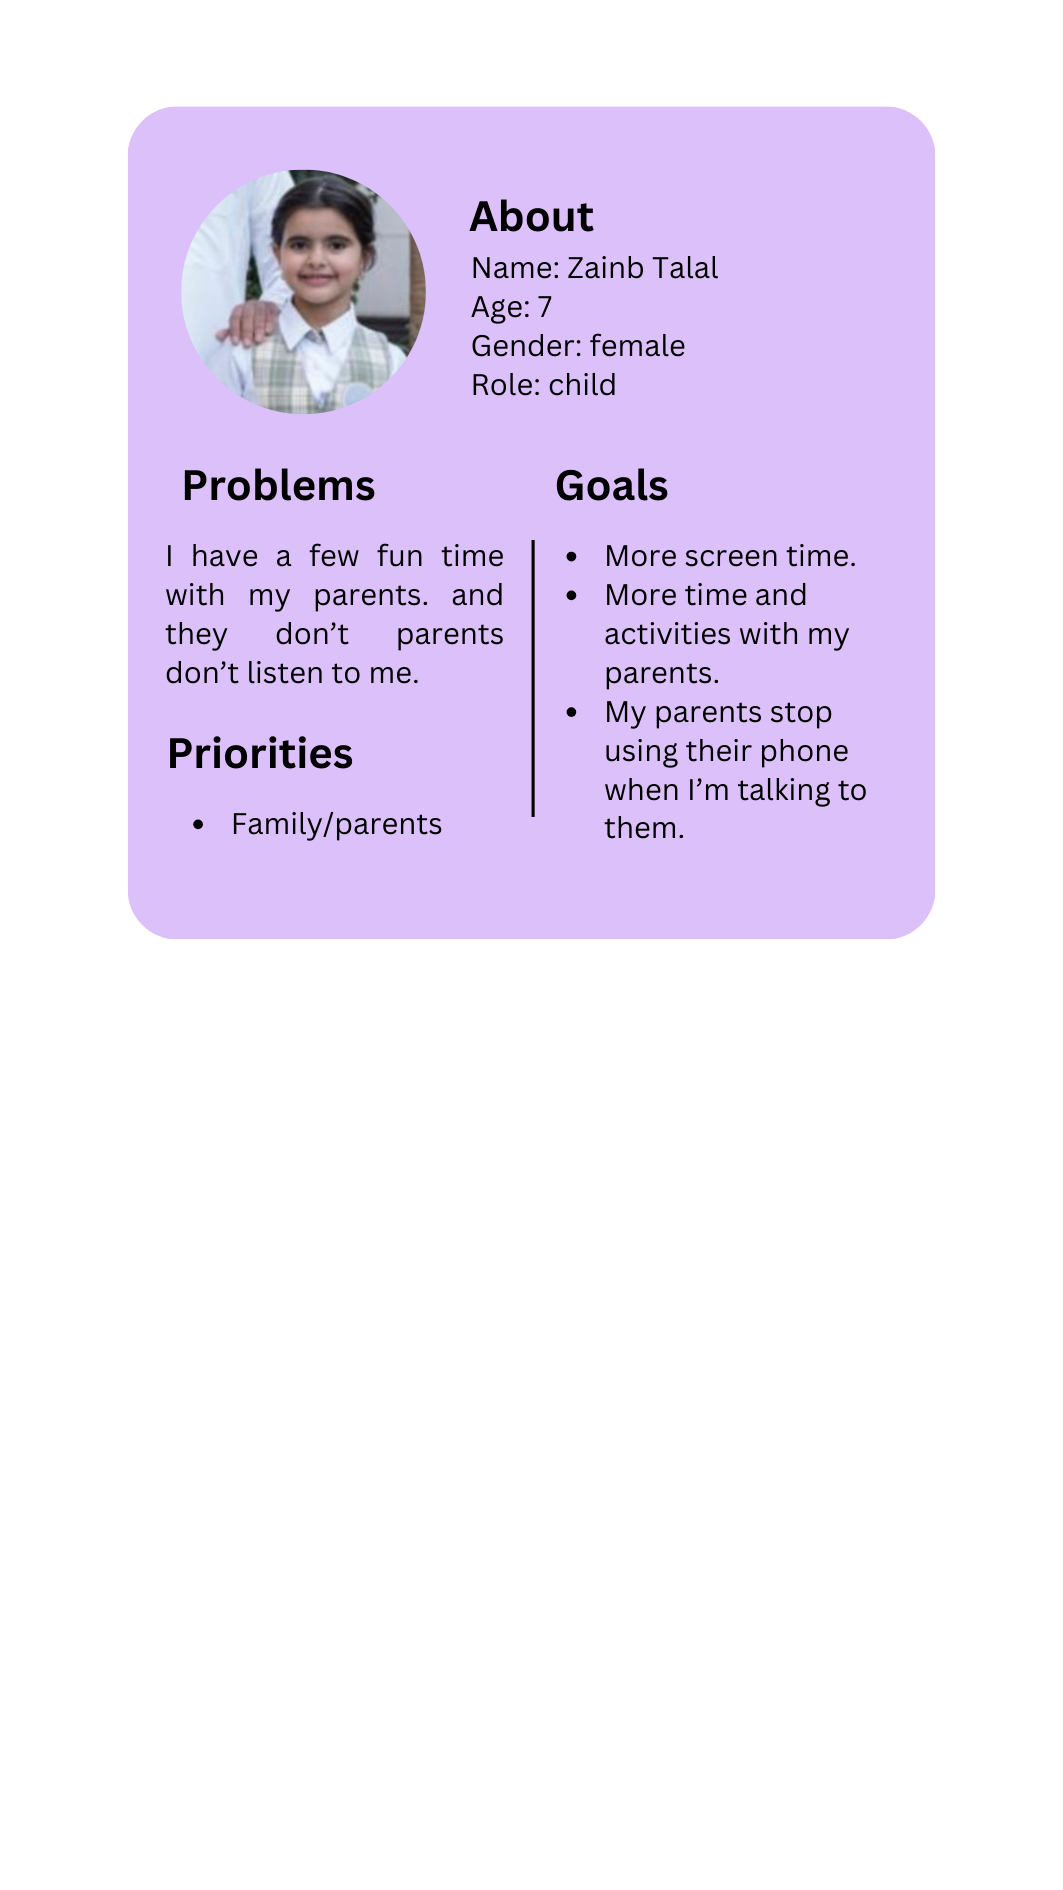 About
Name: Zainb Talal
Age: 7
Gender: female
Role: child
Problems
I have a few fun time
with my parents. and
they don’t parents
don’t listen to me.
Priorities
• Family/parents
Goals
• More screen time.
• More time and
activities with my
parents.
• My parents stop
using their phone
when I’m talking to
them.